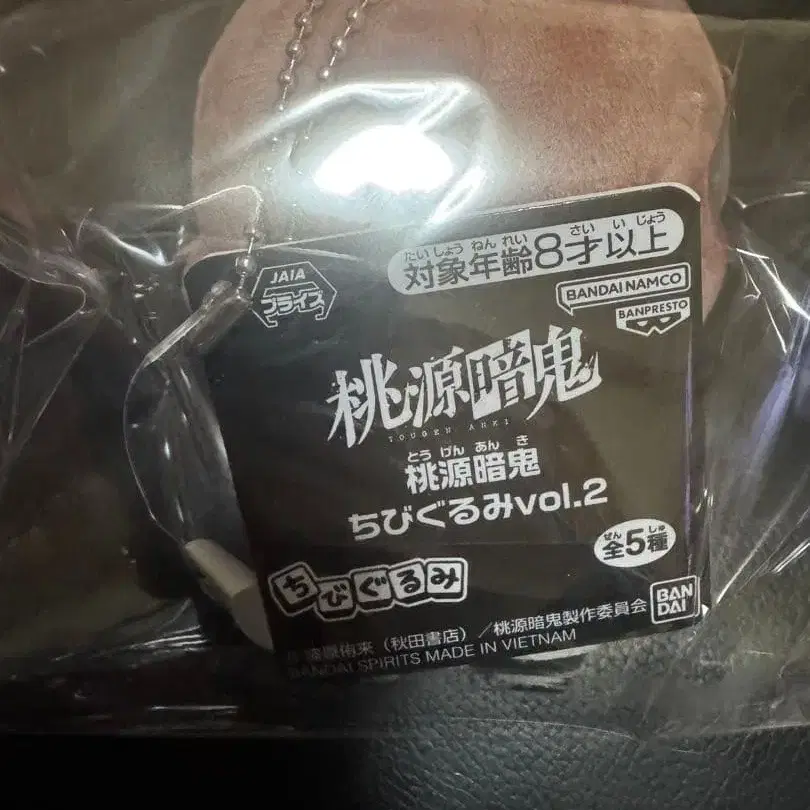 たいしょうねんれい さい いじょう
対象年齢8才以上
JAIA
プライズ
BANDAI NAMCO
BANPRESTO
桃源暗鬼
TOUGEN ANKI
とうげんあんき
桃源暗鬼
ちびぐるみvol.2
ぜんしゅ
全5種
ちびぐるみ
BAN
DAI
侑来(秋田書店)/桃源暗鬼製作委員会
BANDAI SPIRITS MADE IN VIETNAM